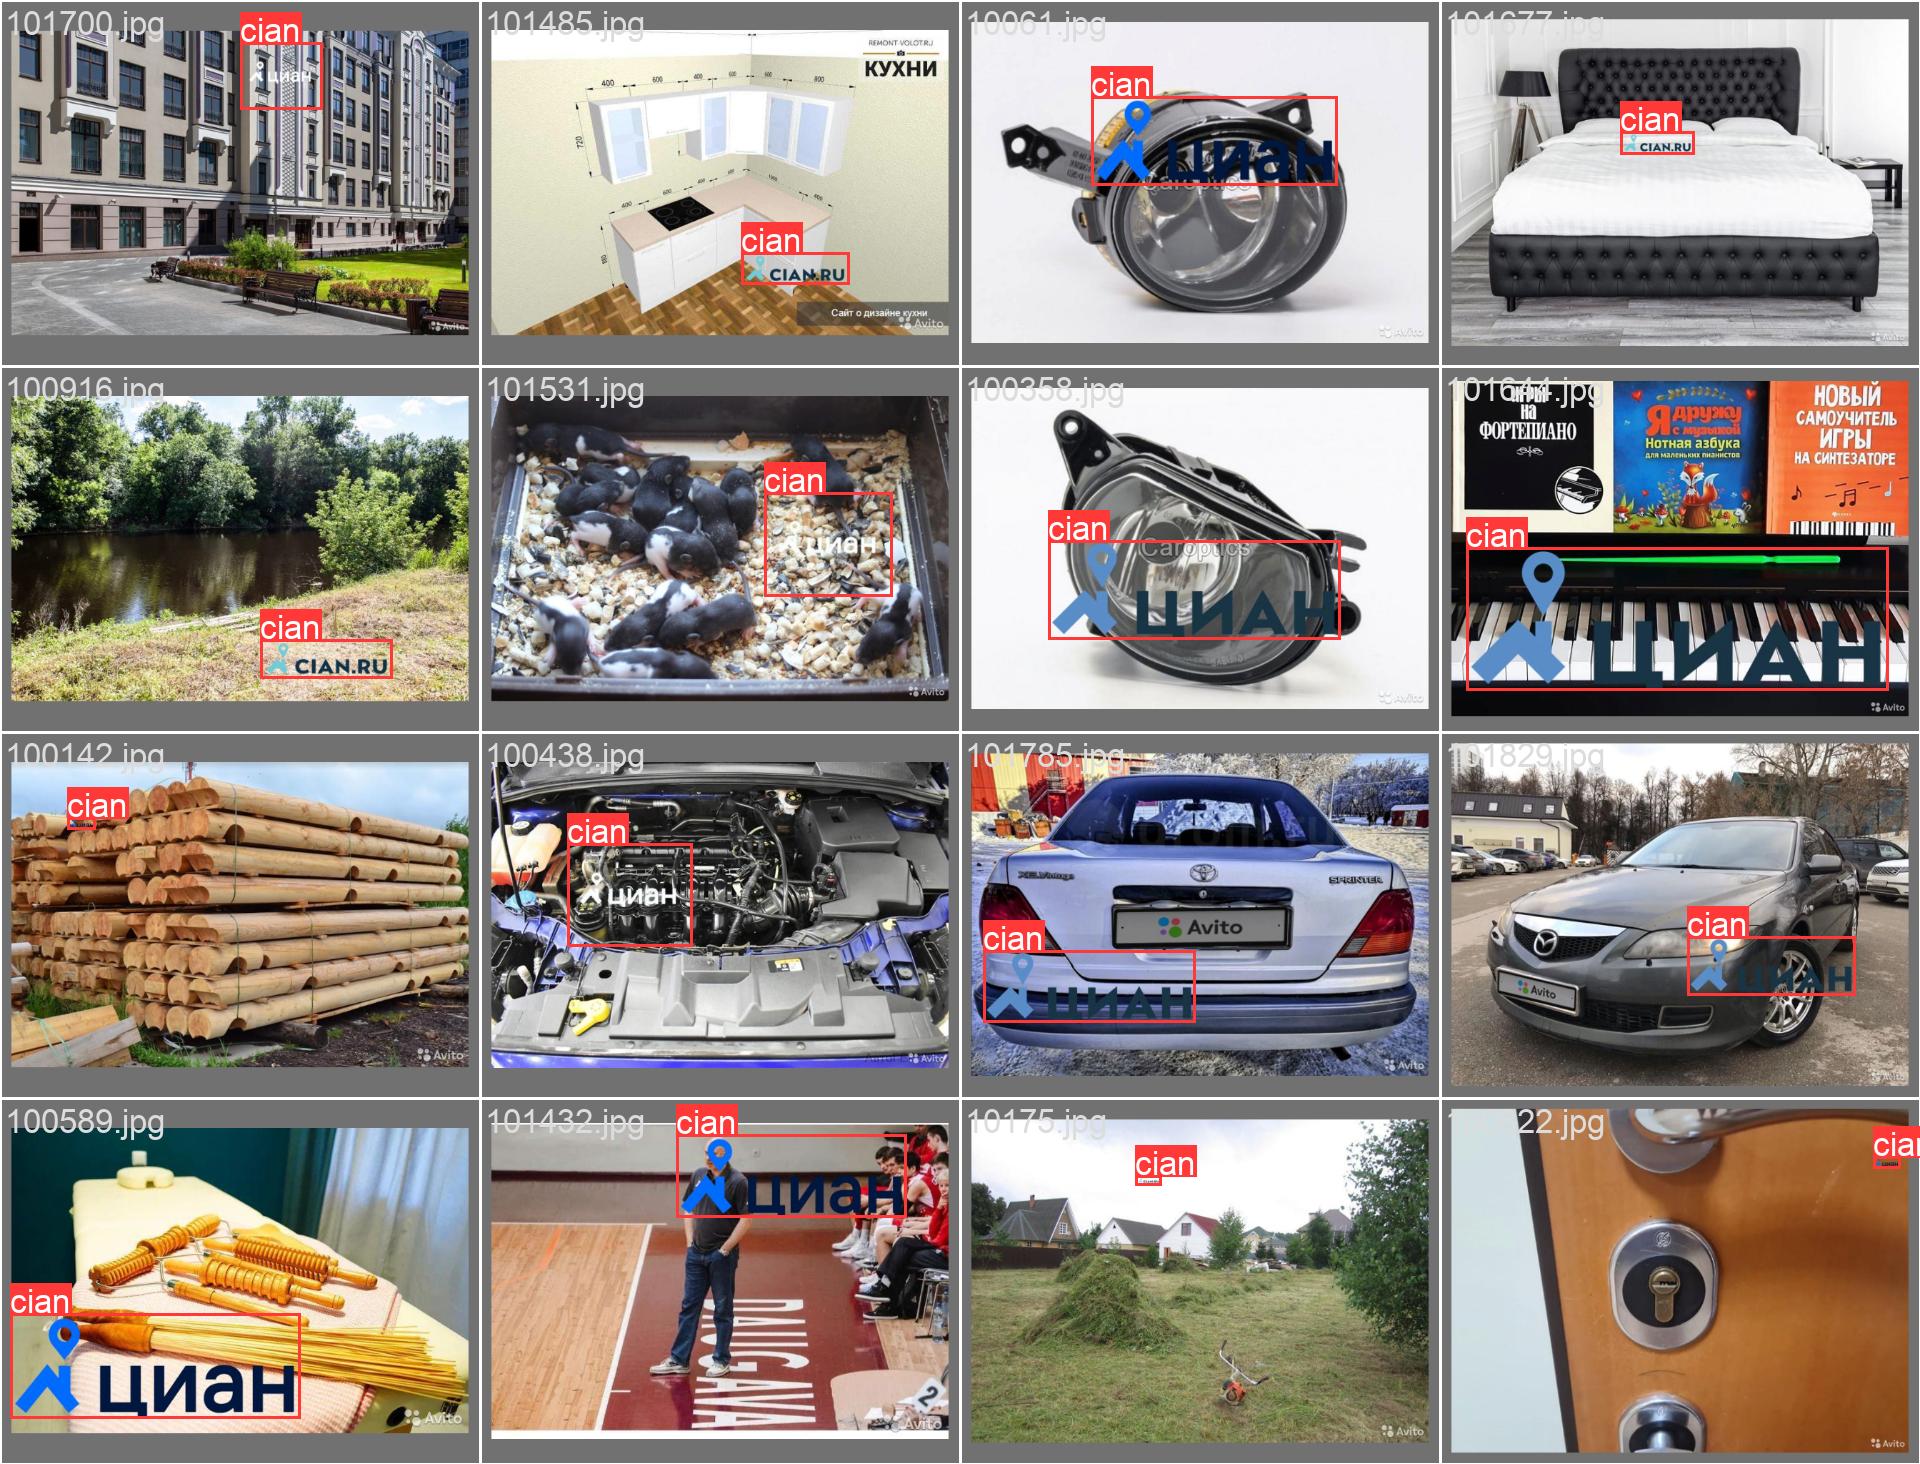 101700.jpg
cian
циан
Avito
101485.jpg
REMONT-VOLOT.RU
КУХНИ
400
600
400
500
600
800
720
600
400
400
cian
CIAN.RU
Сайт о дизайне кухни
Avito
10061.jpg
cian
циан
Caroptics
Avito
101677.jpg
cian
CIAN.RU
Avito
100916.jpg
cian
CIAN.RU
101531.jpg
cian
циан
Avito
100358.jpg
Caroptics
cian
ЦИАН
Avito
101644.jpg
ИГРЫ
на
ФОРТЕПИАНО
Я дружу
с музыкой
Нотная азбука
для маленьких пианистов
НОВЫЙ
САМОУЧИТЕЛЬ
ИГРЫ
НА СИНТЕЗАТОРЕ
cian
ЦИАН
Avito
100142.jpg
cian
Avito
100438.jpg
cian
циан
Avito
101785.jpg
SPRINTER
Avito
cian
ЦИАН
Avito
101829.jpg
cian
ЦИАН
Avito
Avito
100589.jpg
cian
циан
Avito
101432.jpg
cian
циан
DAUGAVA
2
Avito
10175.jpg
cian
Avito
22.jpg
cian
Avito